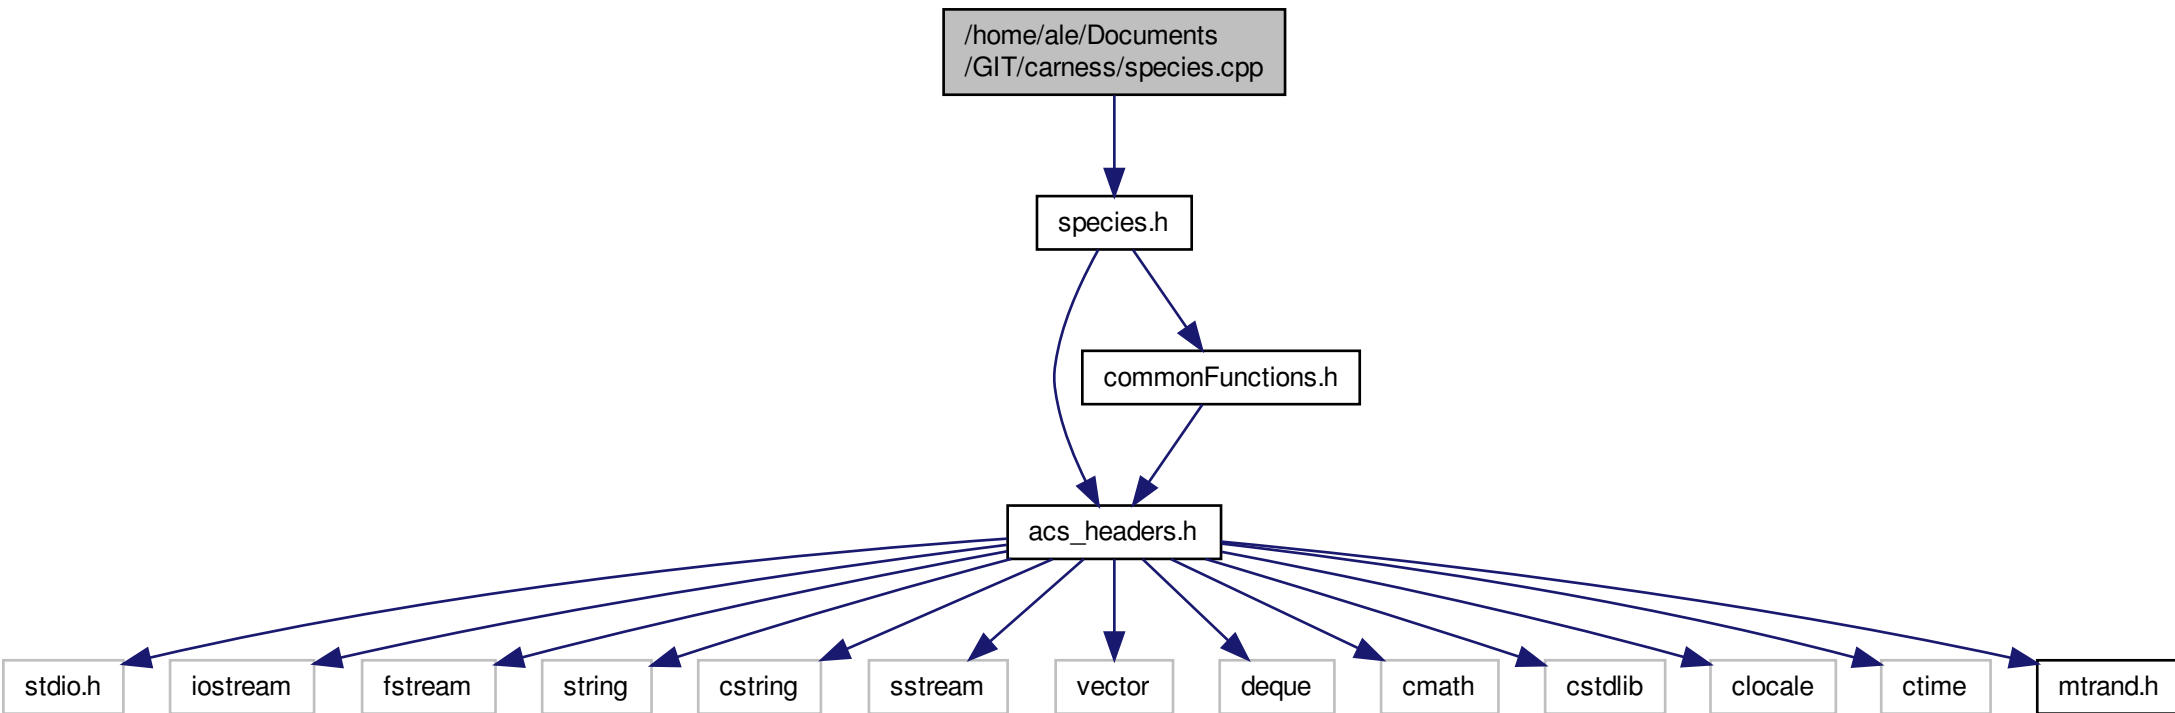 /home/ale/Documents
/GIT/carness/species.cpp
species.h
commonFunctions.h
acs_headers.h
stdio.h
iostream
fstream
string
cstring
sstream
vector
deque
cmath
cstdlib
clocale
ctime
mtrand.h